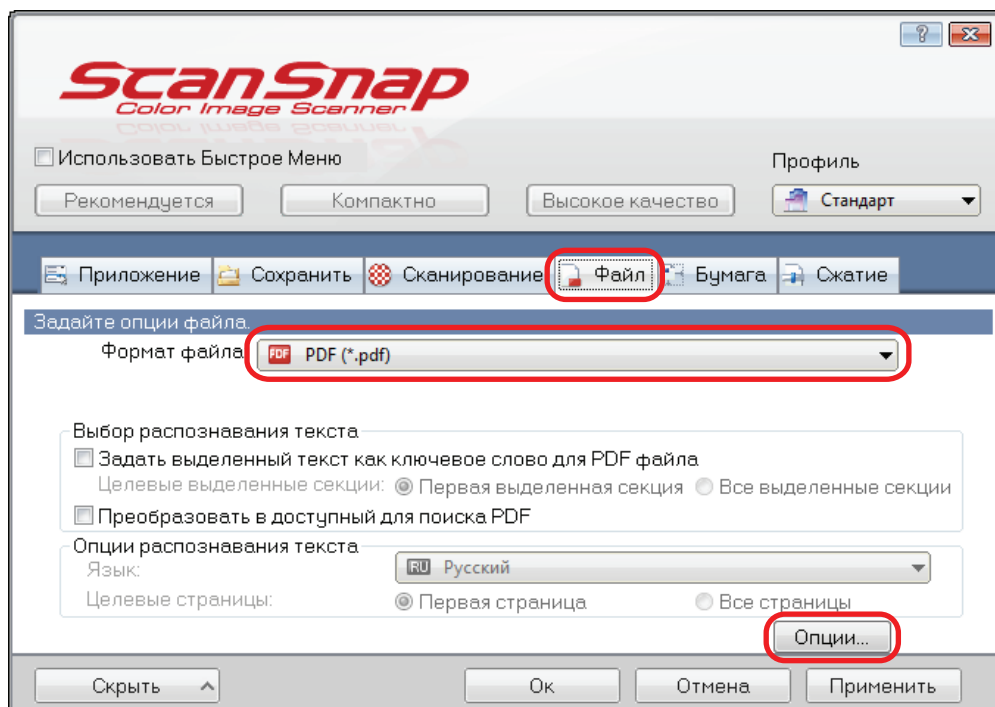 ScanSnap
Color Image Scanner
Использовать Быстрое Меню
Профиль
Рекомендуется Компактно Высокое качество Стандарт
Приложение Сохранить Сканирование Файл Бумага Сжатие
Задайте опции файла.
Формат файла PDF PDF (*.pdf)
Выбор распознавания текста
Задать выделенный текст как ключевое слово для PDF файла
Целевые выделенные секции: Первая выделенная секция Все выделенные секции
Преобразовать в доступный для поиска PDF
Опции распознавания текста
Язык: RU Русский
Целевые страницы: Первая страница Все страницы
Опции...
Скрыть Ок Отмена Применить